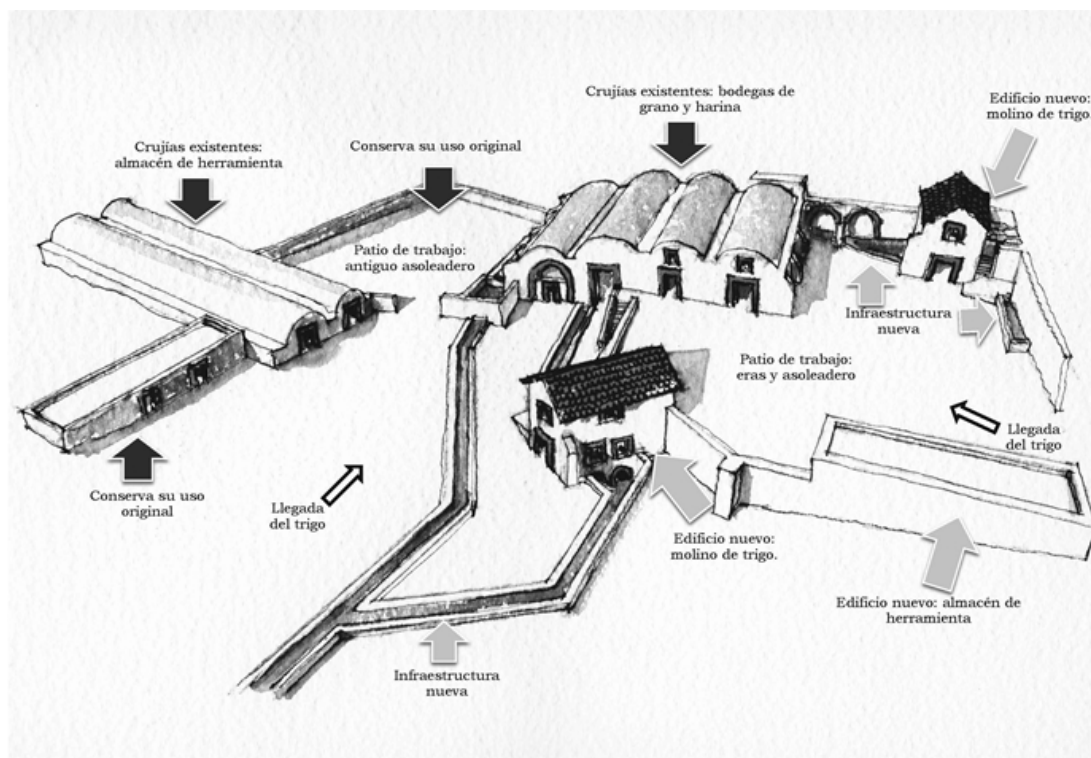 Crujías existentes: bodegas de
grano y harina
Edificio nuevo:
molino de trigo.
Crujías existentes:
almacén de herramienta
Conserva su uso original
Patio de trabajo:
antiguo asoleadero
Infraestructura
nueva
Patio de trabajo:
eras y asoleadero
Llegada
del trigo
Conserva su uso
original
Llegada
del trigo
Edificio nuevo:
molino de trigo.
Edificio nuevo: almacén de
herramienta
Infraestructura
nueva